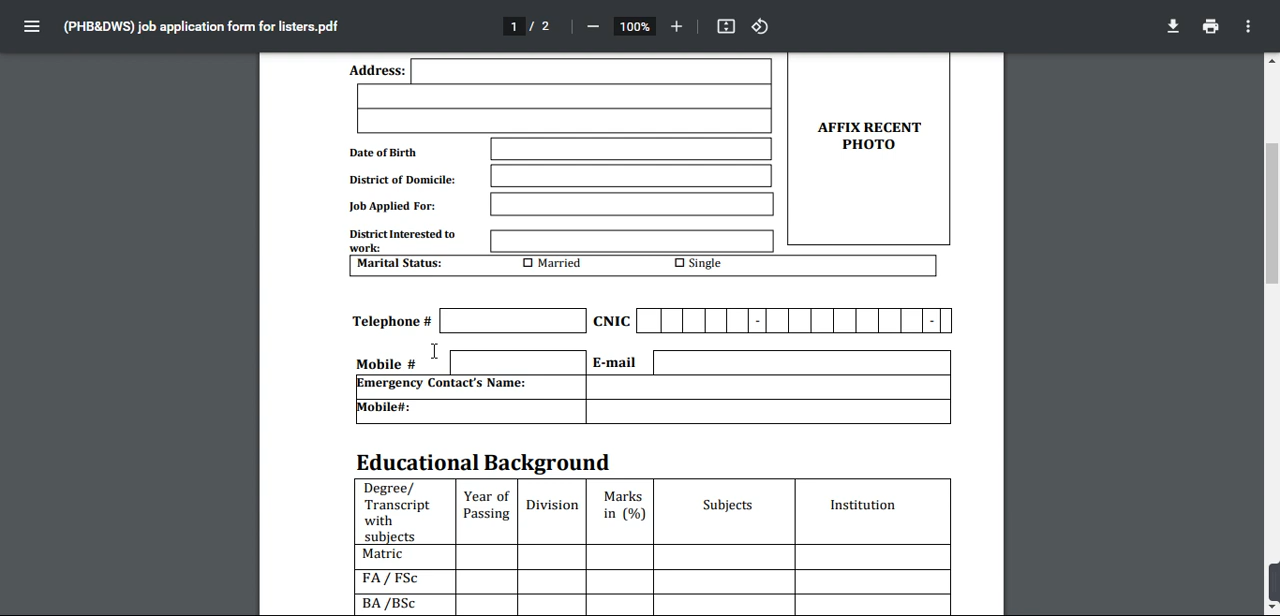 (PHB&DWS) job application form for listers.pdf
1 / 2
100%
Address:
AFFIX RECENT
PHOTO
Date of Birth
District of Domicile:
Job Applied For:
District Interested to
work:
Marital Status: ☐ Married ☐ Single
Telephone # CNIC - -
Mobile # E-mail
Emergency Contact's Name:
Mobile#:
Educational Background
Degree/
Transcript
with
subjects
Year of
Passing
Division
Marks
in (%)
Subjects
Institution
Matric
FA / FSc
BA /BSc